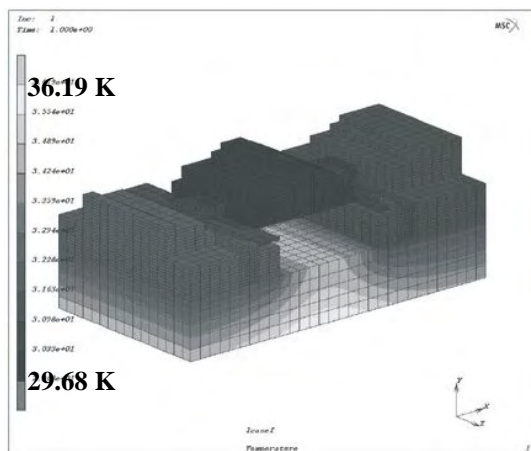 Inc: 1
Time: 1.000e+00
MSC
36.19 K
3.554e+01
3.489e+01
3.424e+01
3.359e+01
3.294e+01
3.228e+01
3.163e+01
3.098e+01
3.033e+01
29.68 K
Y
X
Z
lcase1
Temperature
1